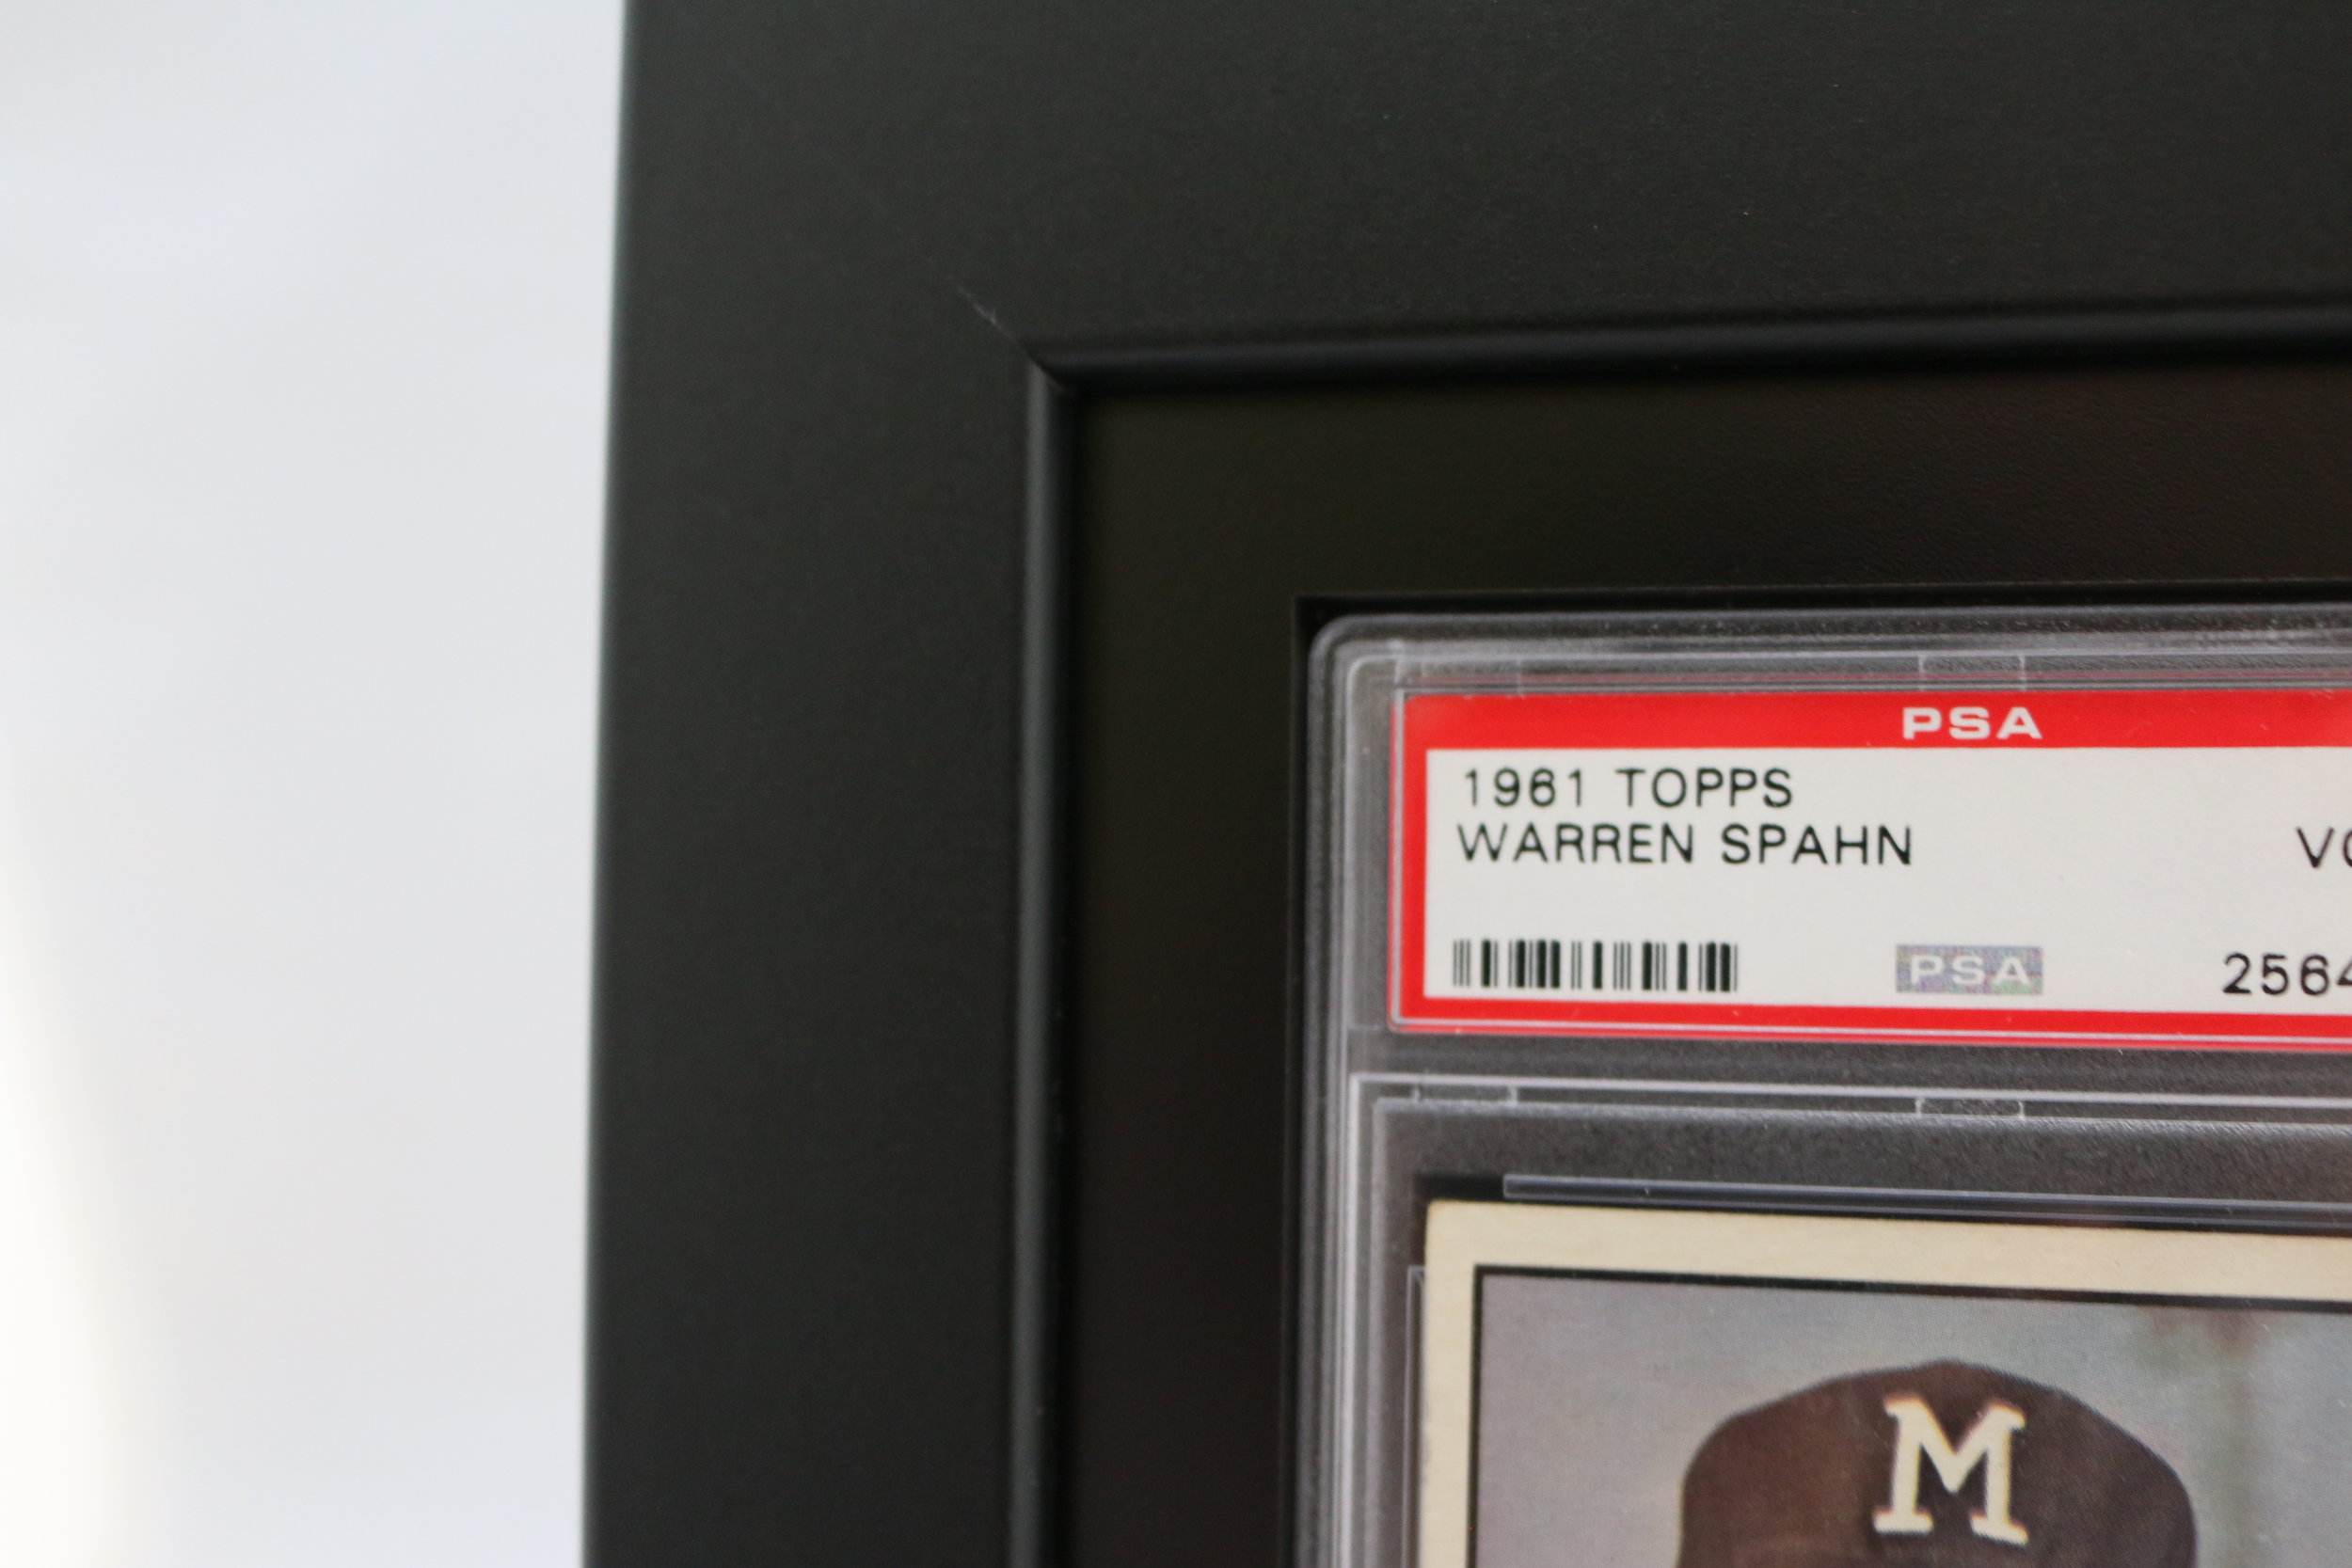 PSA
1961 TOPPS
WARREN SPAHN
PSA
M